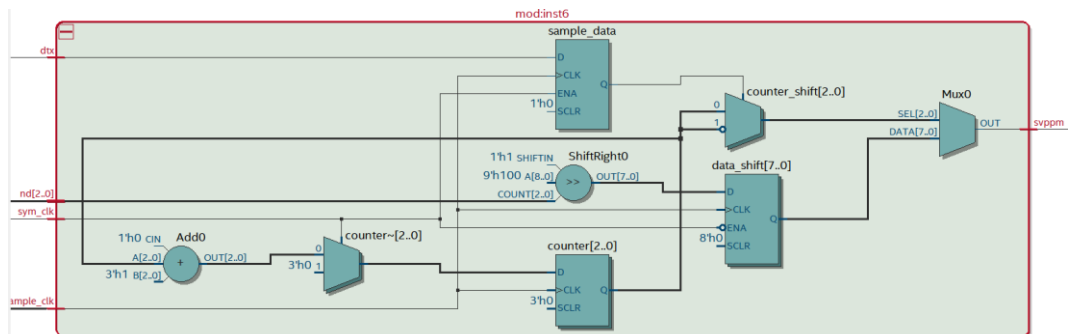 mod:inst6
sample_data
dtx
D
>CLK
ENA
1'h0
SCLR
Q
counter_shift[2..0]
0
1
Mux0
SEL[2..0]
DATA[7..0]
OUT
svppm
1'h1 SHIFTIN
9'h100 A[8..0]
COUNT[2..0]
ShiftRight0
>>
OUT[7..0]
data_shift[7..0]
D
>CLK
ENA
8'h0
SCLR
Q
nd[2..0]
sym_clk
1'h0 CIN
A[2..0]
3'h1 B[2..0]
Add0
+
OUT[2..0]
counter~[2..0]
0
3'h0 1
counter[2..0]
D
>CLK
3'h0
SCLR
Q
ample_clk